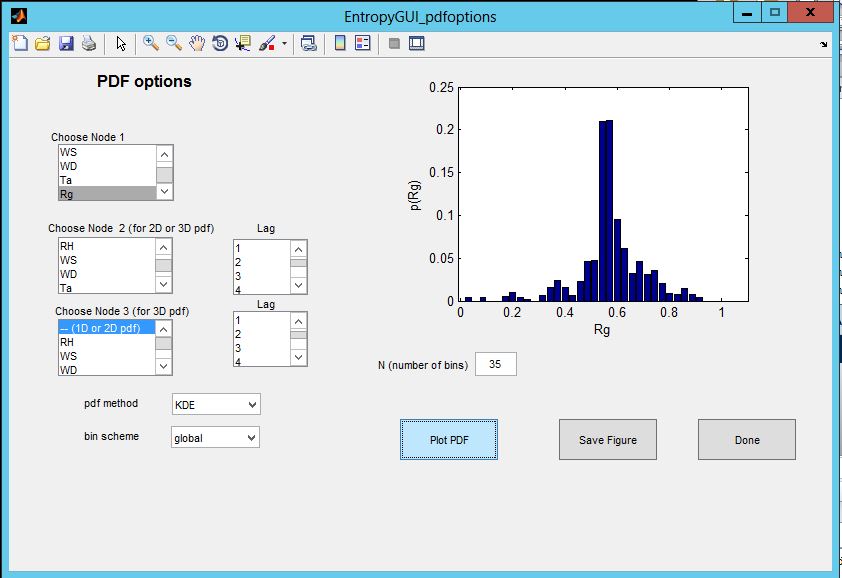 EntropyGUI_pdfoptions
PDF options
Choose Node 1
WS
WD
Ta
Rg
Choose Node 2 (for 2D or 3D pdf)
Lag
RH
WS
WD
Ta
1
2
3
4
Choose Node 3 (for 3D pdf)
Lag
-- (1D or 2D pdf)
RH
WS
WD
1
2
3
4
pdf method
KDE
bin scheme
global
0.25
0.2
0.15
0.1
0.05
0
p(Rg)
0
0.2
0.4
0.6
0.8
1
Rg
N (number of bins)
35
Plot PDF
Save Figure
Done